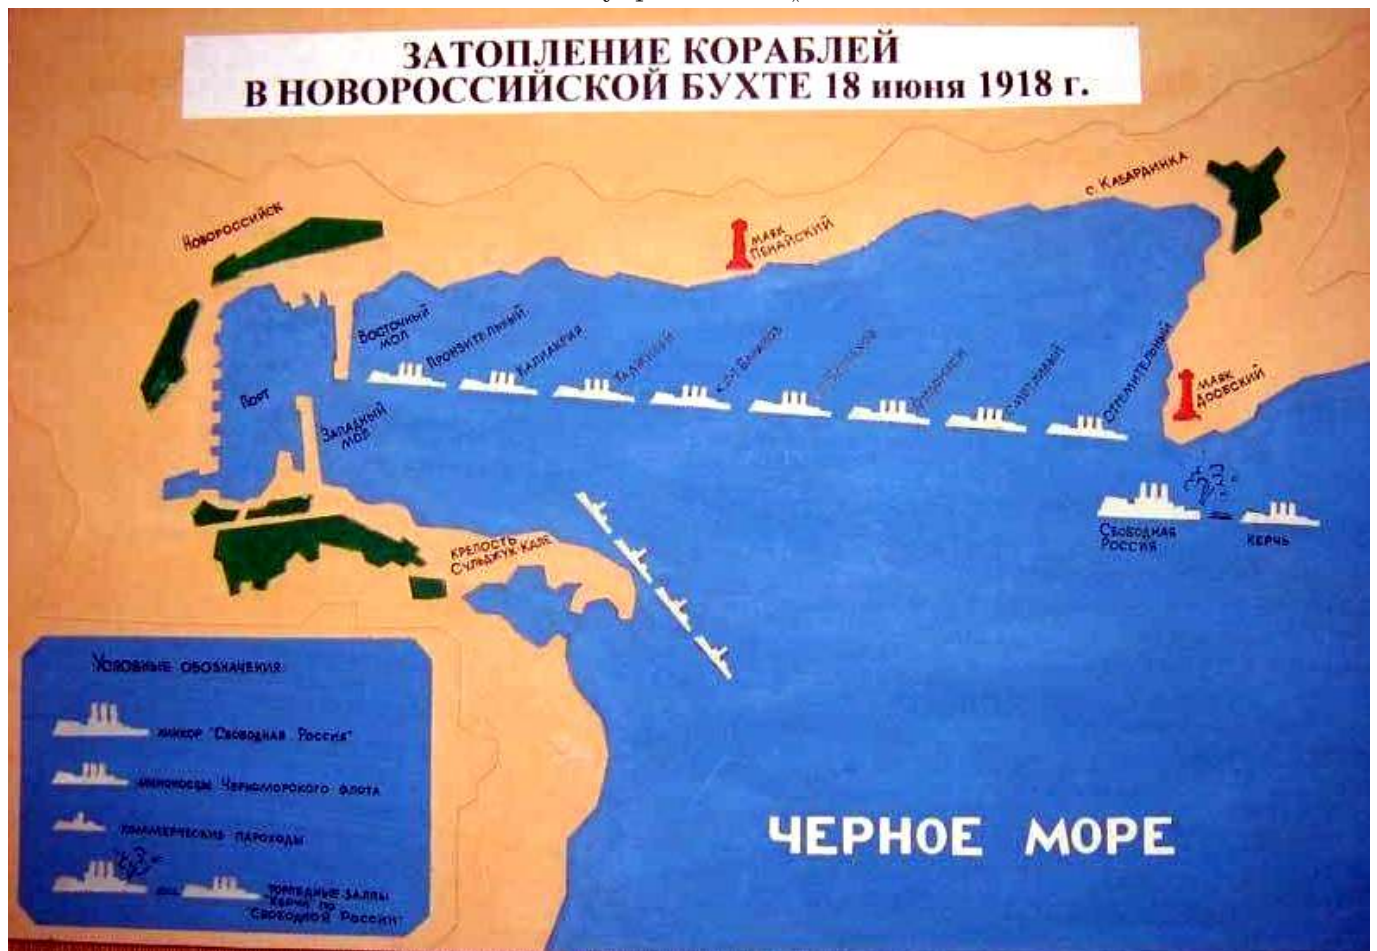 ЗАТОПЛЕНИЕ КОРАБЛЕЙ
В НОВОРОССИЙСКОЙ БУХТЕ 18 июня 1918 г.
с. КАБАРДИНКА
НОВОРОССИЙСК
МАЯК
ПЕНАЙСКИЙ
ВОСТОЧНЫЙ
МОЛ
ПРОНЗИТЕЛЬНЫЙ
КАЛИАКРИЯ
СТРЕМИТЕЛЬНЫЙ
МАЯК
ДООБСКИЙ
ПОРТ
ЗАПАДНЫЙ
МОЛ
СВОБОДНАЯ
РОССИЯ
КЕРЧЬ
КРЕПОСТЬ
СУДЖУК-КАЛЕ
УСЛОВНЫЕ ОБОЗНАЧЕНИЯ
ЛИНКОР "СВОБОДНАЯ РОССИЯ"
МИНОНОСЦЫ ЧЕРНОМОРСКОГО ФЛОТА
КОММЕРЧЕСКИЕ ПАРОХОДЫ
ТОРПЕДНЫЕ ЗАЛПЫ
КЕРЧИ ПО
"СВОБОДНОЙ РОССИИ"
ЧЕРНОЕ МОРЕ